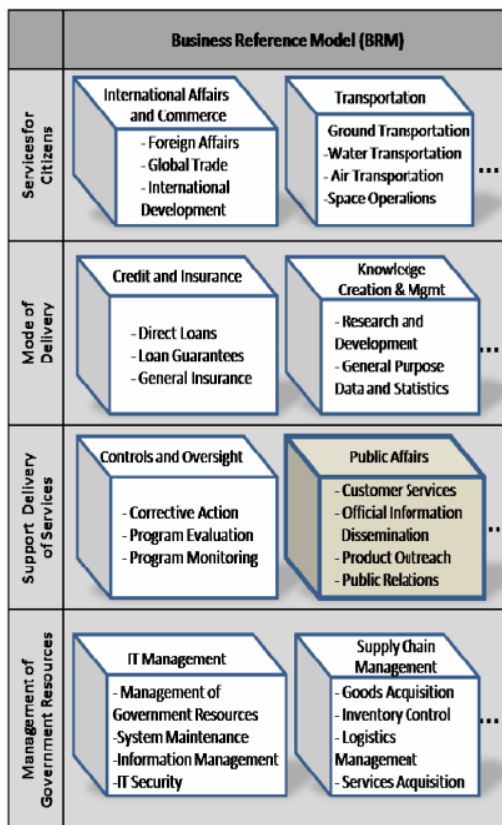 Business Reference Model (BRM)
Services for
Citizens
International Affairs
and Commerce
- Foreign Affairs
- Global Trade
- International
Development
Transportation
Ground Transportation
-Water Transportation
- Air Transportation
-Space Operations
...
Mode of
Delivery
Credit and Insurance
- Direct Loans
- Loan Guarantees
- General Insurance
Knowledge
Creation & Mgmt
- Research and
Development
- General Purpose
Data and Statistics
...
Support Delivery
of Services
Controls and Oversight
- Corrective Action
- Program Evaluation
- Program Monitoring
Public Affairs
- Customer Services
- Official Information
Dissemination
- Product Outreach
- Public Relations
...
Management of
Government Resources
IT Management
- Management of
Government Resources
-System Maintenance
-Information Management
-IT Security
Supply Chain
Management
- Goods Acquisition
- Inventory Control
- Logistics
Management
- Services Acquisition
...